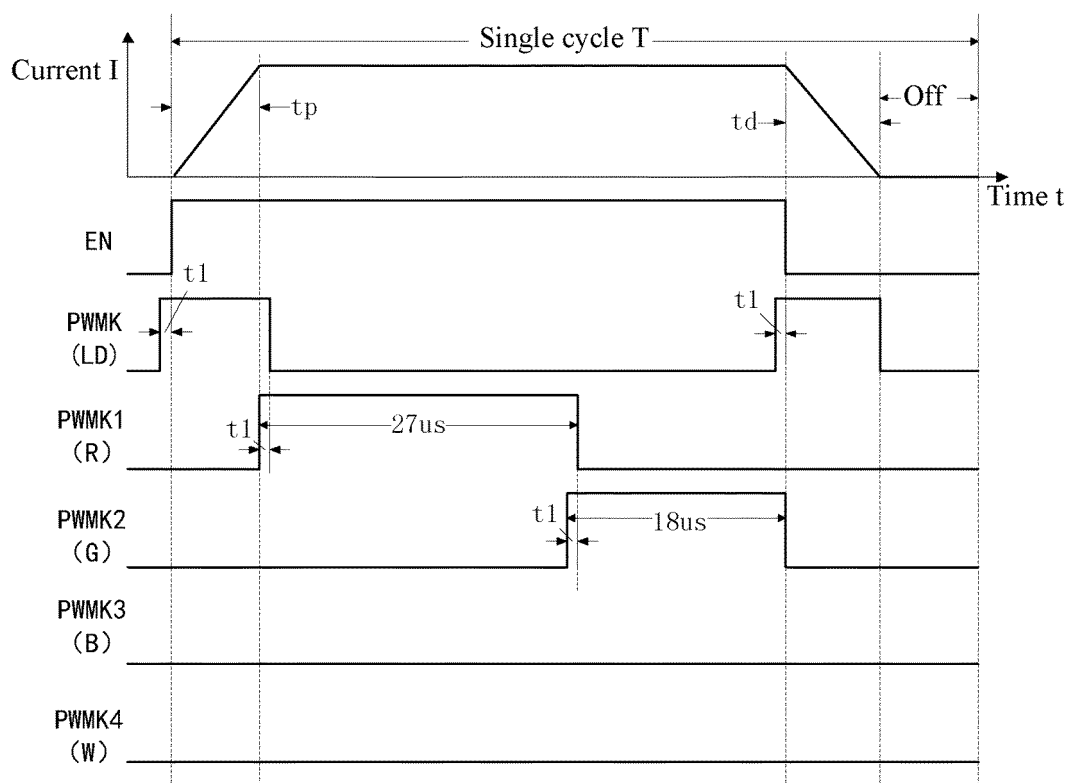 Single cycle T
Current I
tp
td
Off
Time t
EN
t1
PWMK
(LD)
t1
PWMK1
(R)
t1
27us
PWMK2
(G)
t1
18us
PWMK3
(B)
PWMK4
(W)